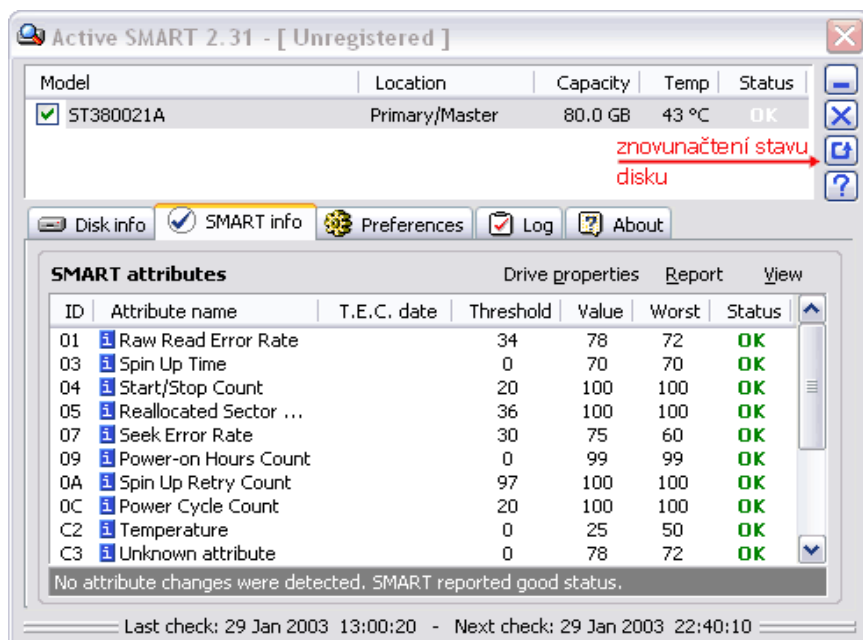 Active SMART 2.31 - [ Unregistered ]
Model Location Capacity Temp Status
ST380021A Primary/Master 80.0 GB 43 °C OK
znovunačtení stavu
disku
Disk info SMART info Preferences Log About
SMART attributes Drive properties Report View
ID Attribute name T.E.C. date Threshold Value Worst Status
01 Raw Read Error Rate 34 78 72 OK
03 Spin Up Time 0 70 70 OK
04 Start/Stop Count 20 100 100 OK
05 Reallocated Sector ... 36 100 100 OK
07 Seek Error Rate 30 75 60 OK
09 Power-on Hours Count 0 99 99 OK
0A Spin Up Retry Count 97 100 100 OK
0C Power Cycle Count 20 100 100 OK
C2 Temperature 0 25 50 OK
C3 Unknown attribute 0 78 72 OK
No attribute changes were detected. SMART reported good status.
Last check: 29 Jan 2003 13:00:20 - Next check: 29 Jan 2003 22:40:10